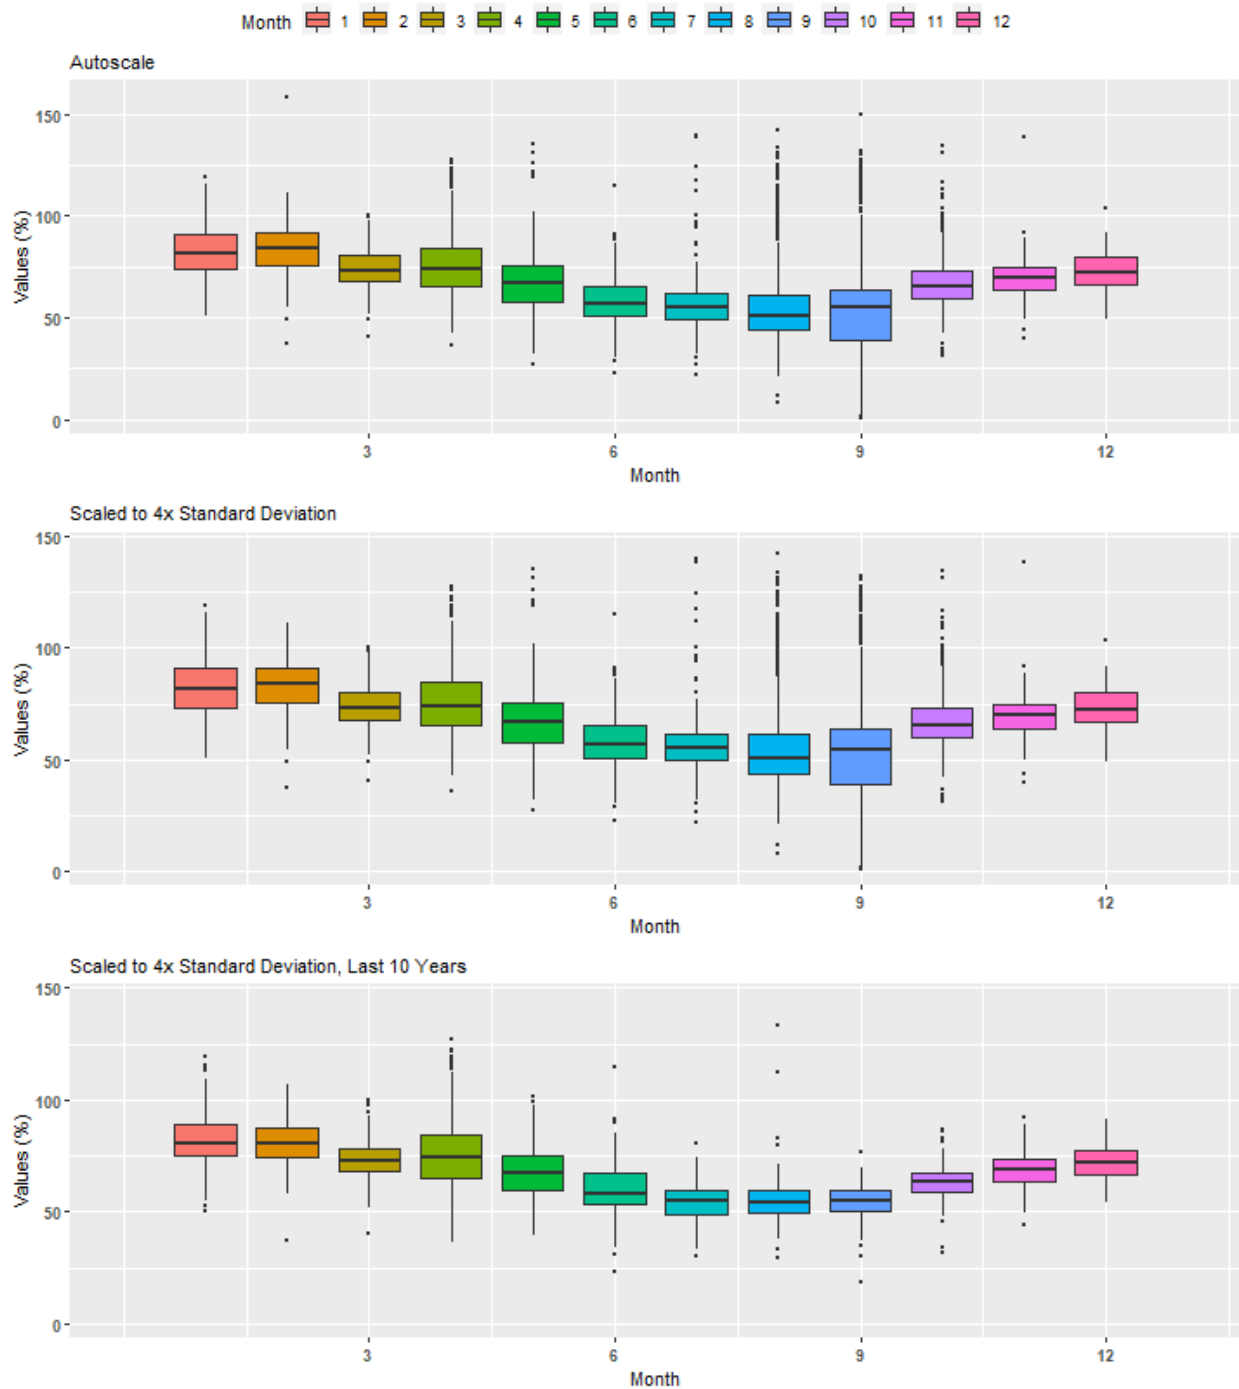 Month 1 2 3 4 5 6 7 8 9 10 11 12
Autoscale
150
100
50
0
Values (%)
3 6 9 12
Month
Scaled to 4x Standard Deviation
150
100
50
0
Values (%)
3 6 9 12
Month
Scaled to 4x Standard Deviation, Last 10 Years
150
100
50
0
Values (%)
3 6 9 12
Month